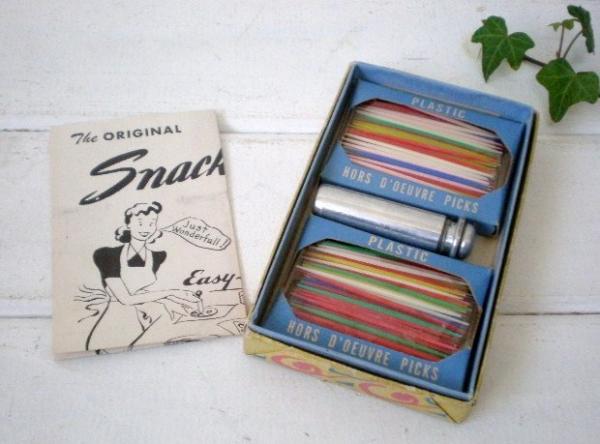 The ORIGINAL
Snack
Just
Wonderful!
Easy-
PLASTIC
HORS D'OEUVRE PICKS
PLASTIC
HORS D'OEUVRE PICKS